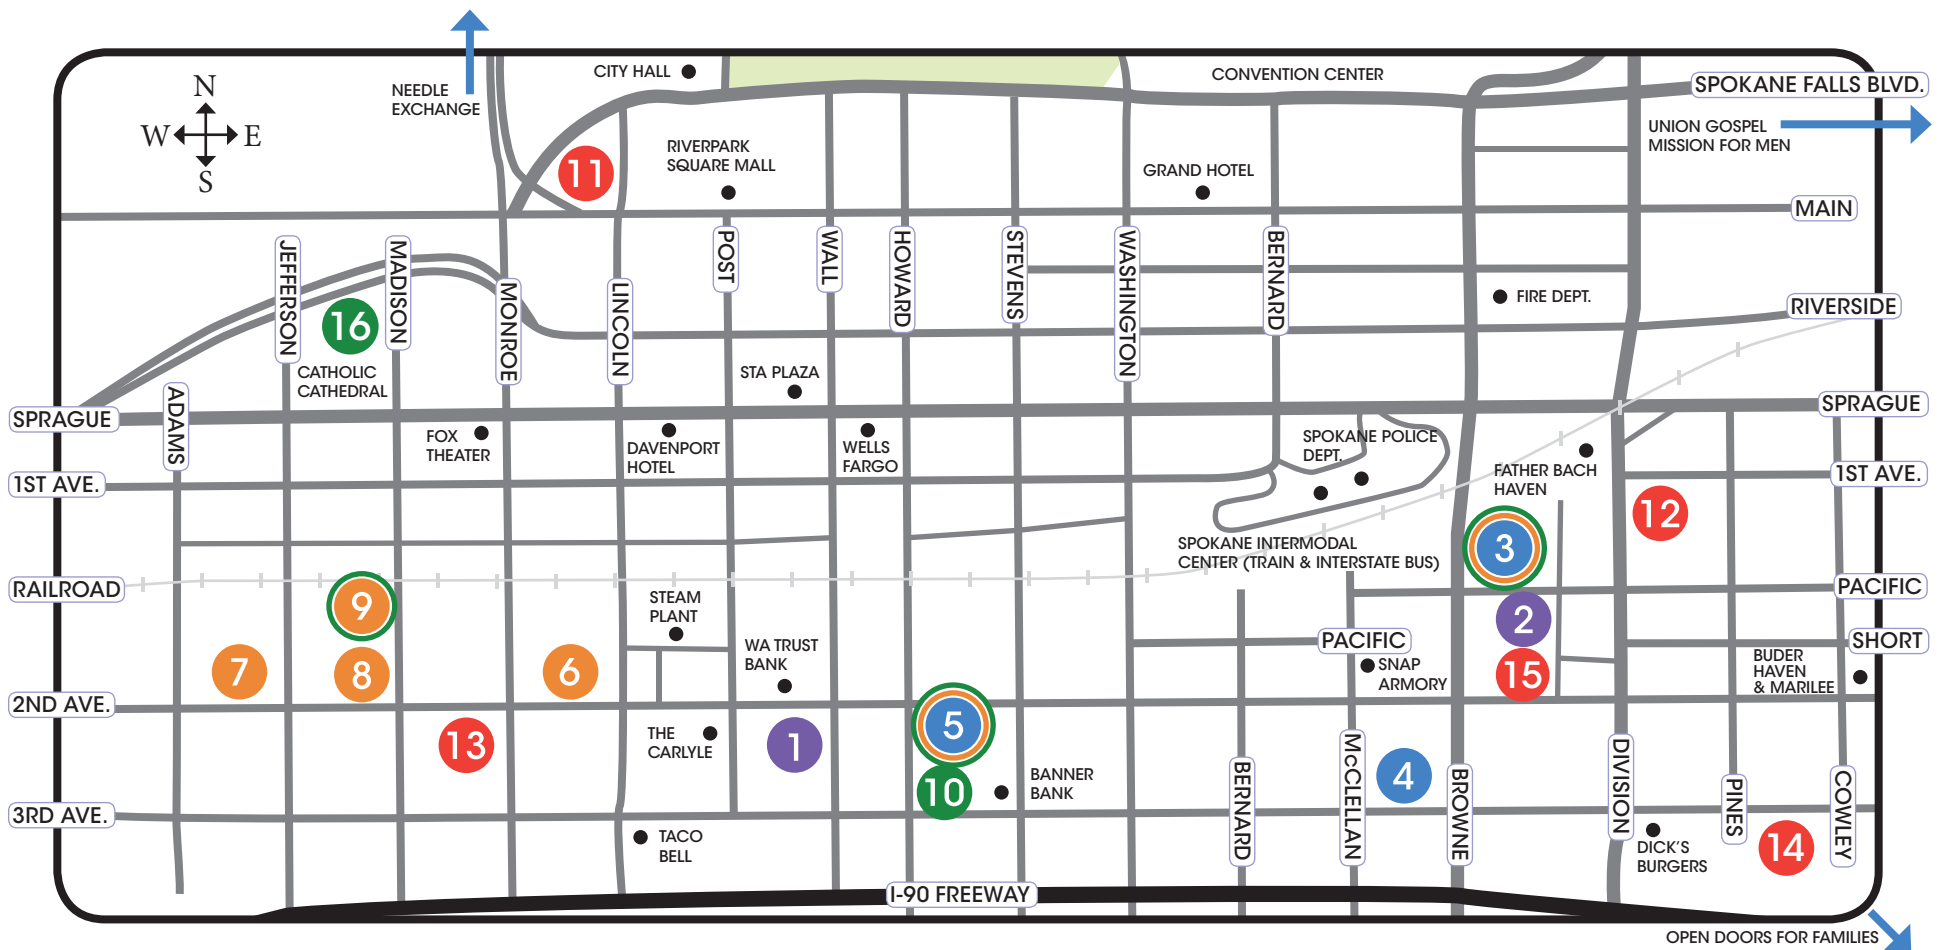 CITY HALL
CONVENTION CENTER
NEEDLE
EXCHANGE
SPOKANE FALLS BLVD.
N
W E
S
UNION GOSPEL
MISSION FOR MEN
RIVERPARK
SQUARE MALL
11
GRAND HOTEL
MAIN
JEFFERSON
MADISON
MONROE
LINCOLN
POST
WALL
HOWARD
STEVENS
WASHINGTON
BERNARD
FIRE DEPT.
RIVERSIDE
16
CATHOLIC
CATHEDRAL
STA PLAZA
ADAMS
SPRAGUE
SPRAGUE
FOX
THEATER
DAVENPORT
HOTEL
WELLS
FARGO
SPOKANE POLICE
DEPT.
FATHER BACH
HAVEN
1ST AVE.
1ST AVE.
12
3
SPOKANE INTERMODAL
CENTER (TRAIN & INTERSTATE BUS)
RAILROAD
PACIFIC
9
STEAM
PLANT
2
PACIFIC
SHORT
7
8
6
WA TRUST
BANK
SNAP
ARMORY
15
BUDER
HAVEN
& MARILEE
2ND AVE.
13
THE
CARLYLE
1
5
10
BANNER
BANK
BERNARD
McCLELLAN
4
BROWNE
DIVISION
PINES
COWLEY
3RD AVE.
TACO
BELL
DICK'S
BURGERS
14
I-90 FREEWAY
OPEN DOORS FOR FAMILIES